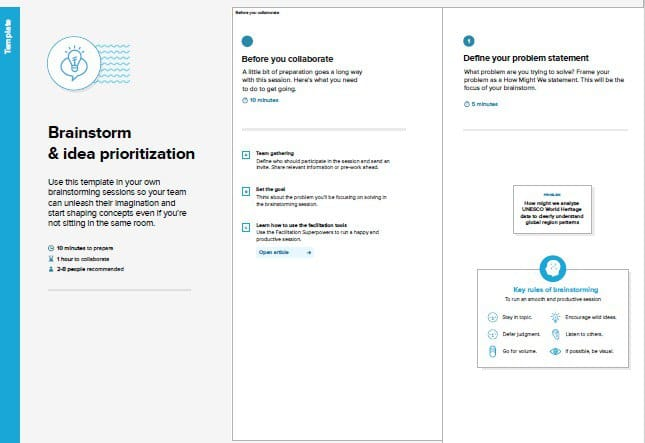 Template
Brainstorm
& idea prioritization
Use this template in your own
brainstorming sessions so your team
can unleash their imagination and
start shaping concepts even if you're
not sitting in the same room.
10 minutes to prepare
1 hour to collaborate
2-8 people recommended
Before you collaborate
Before you collaborate
A little bit of preparation goes a long way
with this session. Here's what you need
to do to get going.
10 minutes
A
Team gathering
Define who should participate in the session and send an
invite. Share relevant information or pre-work ahead.
B
Set the goal
Think about the problem you'll be focusing on solving in
the brainstorming session.
C
Learn how to use the facilitation tools
Use the Facilitation Superpowers to run a happy and
productive session.
Open article
1
Define your problem statement
What problem are you trying to solve? Frame your
problem as a How Might We statement. This will be the
focus of your brainstorm.
5 minutes
PROBLEM
How might we analyze
UNESCO World Heritage
data to clearly understand
global region patterns
Key rules of brainstorming
To run an smooth and productive session
Stay in topic.
Encourage wild ideas.
Defer judgment.
Listen to others.
Go for volume.
If possible, be visual.